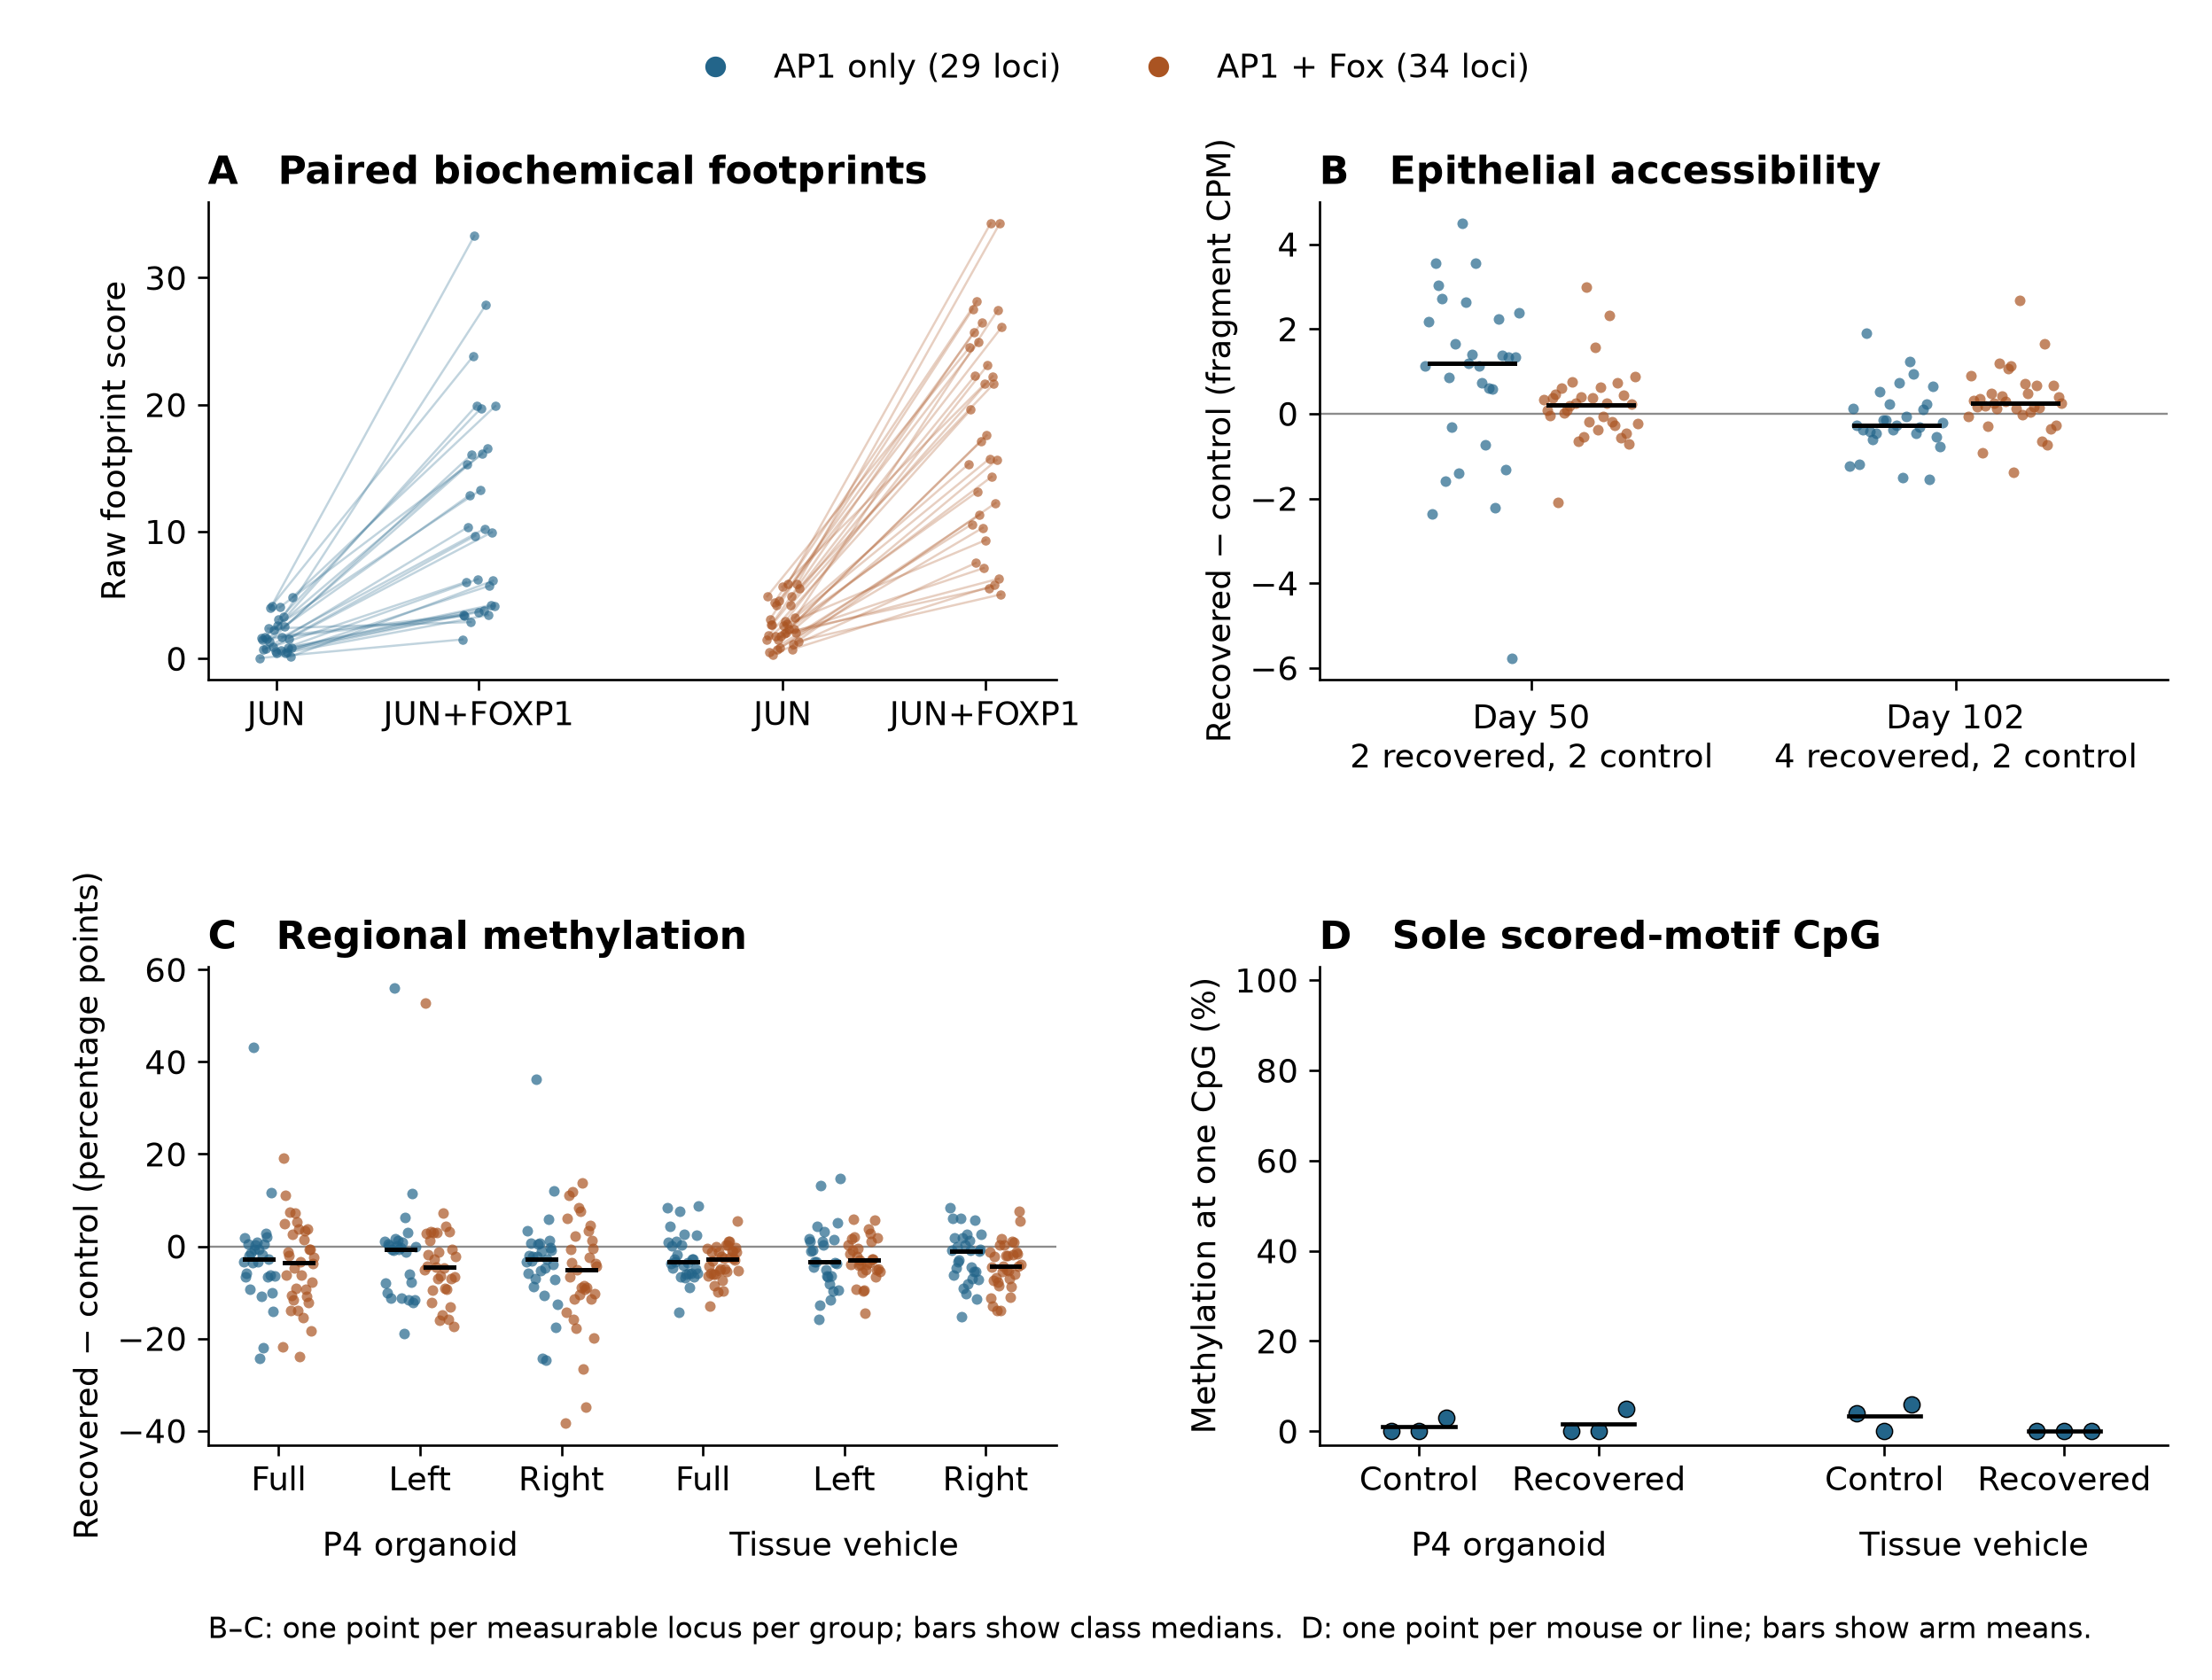 AP1 only (29 loci)
AP1 + Fox (34 loci)
A Paired biochemical footprints
Raw footprint score
30
20
10
0
JUN
JUN+FOXP1
JUN
JUN+FOXP1
B Epithelial accessibility
Recovered − control (fragment CPM)
4
2
0
−2
−4
−6
Day 50
2 recovered, 2 control
Day 102
4 recovered, 2 control
C Regional methylation
Recovered − control (percentage points)
60
40
20
0
−20
−40
Full
Left
Right
Full
Left
Right
P4 organoid
Tissue vehicle
D Sole scored-motif CpG
Methylation at one CpG (%)
100
80
60
40
20
0
Control
Recovered
Control
Recovered
P4 organoid
Tissue vehicle
B–C: one point per measurable locus per group; bars show class medians. D: one point per mouse or line; bars show arm means.